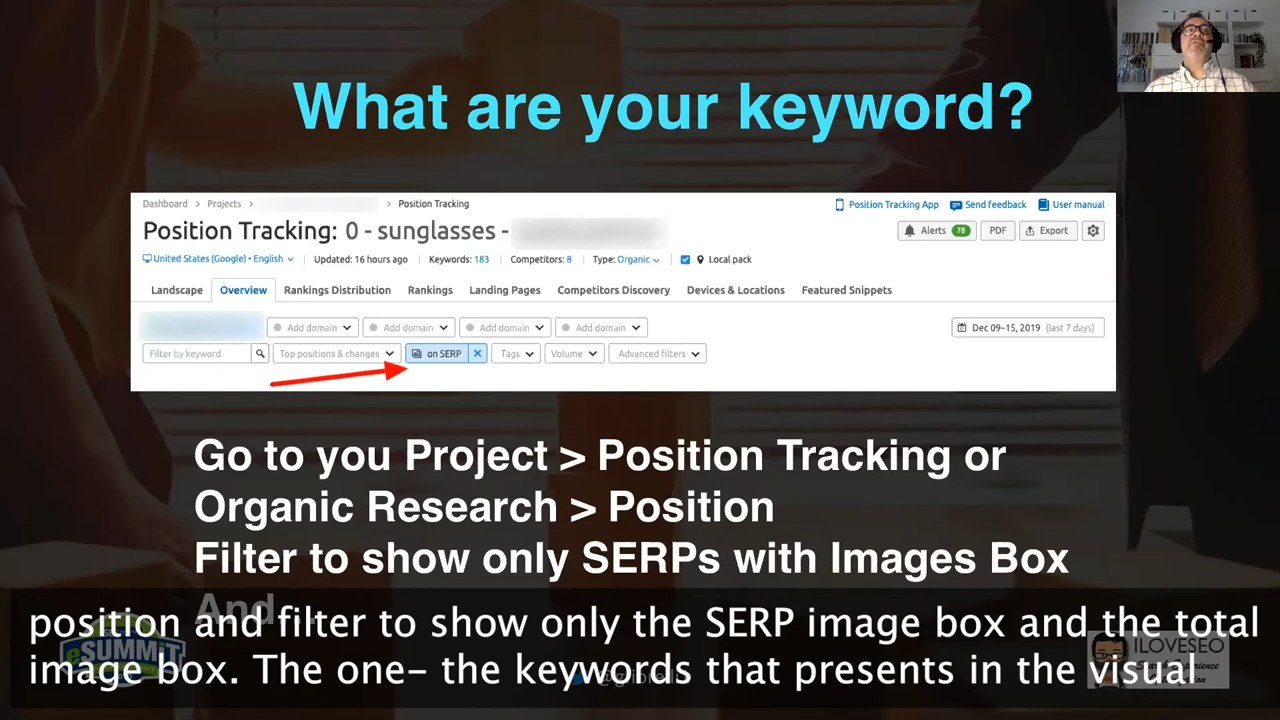 What are your keyword?
Dashboard > Projects > > Position Tracking
Position Tracking App Send feedback User manual
Position Tracking: 0 - sunglasses -
Alerts 78 PDF Export
United States (Google) • English Updated: 16 hours ago Keywords: 183 Competitors: 8 Type: Organic Local pack
Landscape Overview Rankings Distribution Rankings Landing Pages Competitors Discovery Devices & Locations Featured Snippets
Add domain Add domain Add domain Add domain Dec 09–15, 2019 (last 7 days)
Filter by keyword Top positions & changes on SERP X Tags Volume Advanced filters
Go to you Project > Position Tracking or
Organic Research > Position
Filter to show only SERPs with Images Box
And...
position and filter to show only the SERP image box and the total
image box. The one– the keywords that presents in the visual
eSUMMiT
ILOVESEO